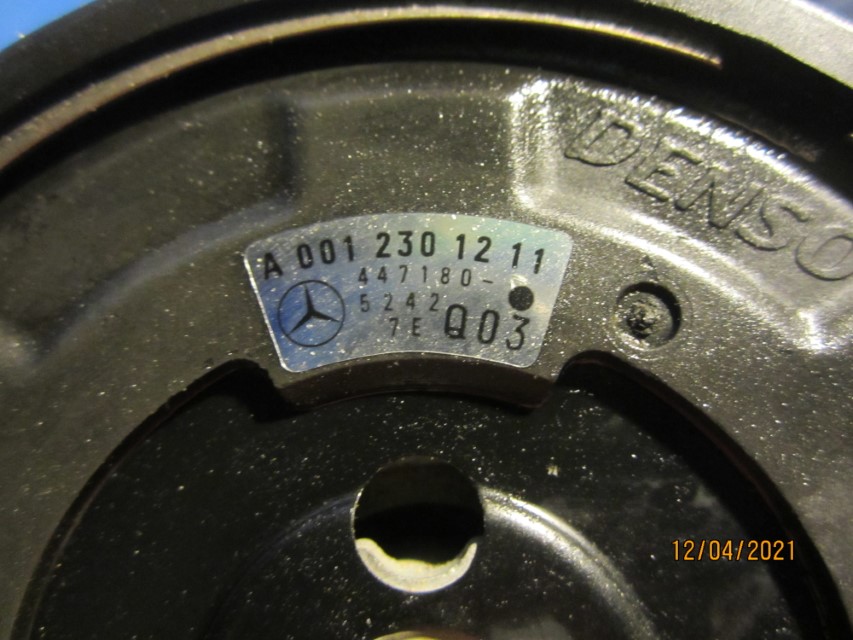 DENSO
A 001 230 12 11
447180-
5242
7E Q03
12/04/2021